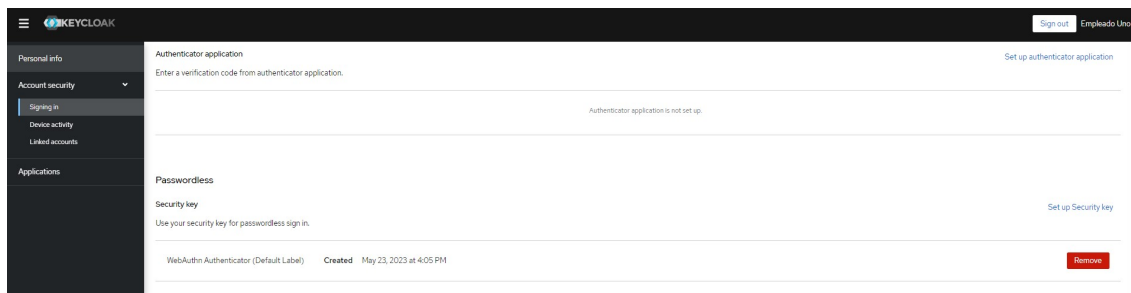 KEYCLOAK
Sign out Empleado Uno
Personal info
Account security
Signing in
Device activity
Linked accounts
Applications
Authenticator application
Set up authenticator application
Enter a verification code from authenticator application.
Authenticator application is not set up.
Passwordless
Security key
Set up Security key
Use your security key for passwordless sign in.
WebAuthn Authenticator (Default Label) Created May 23, 2023 at 4:05 PM Remove